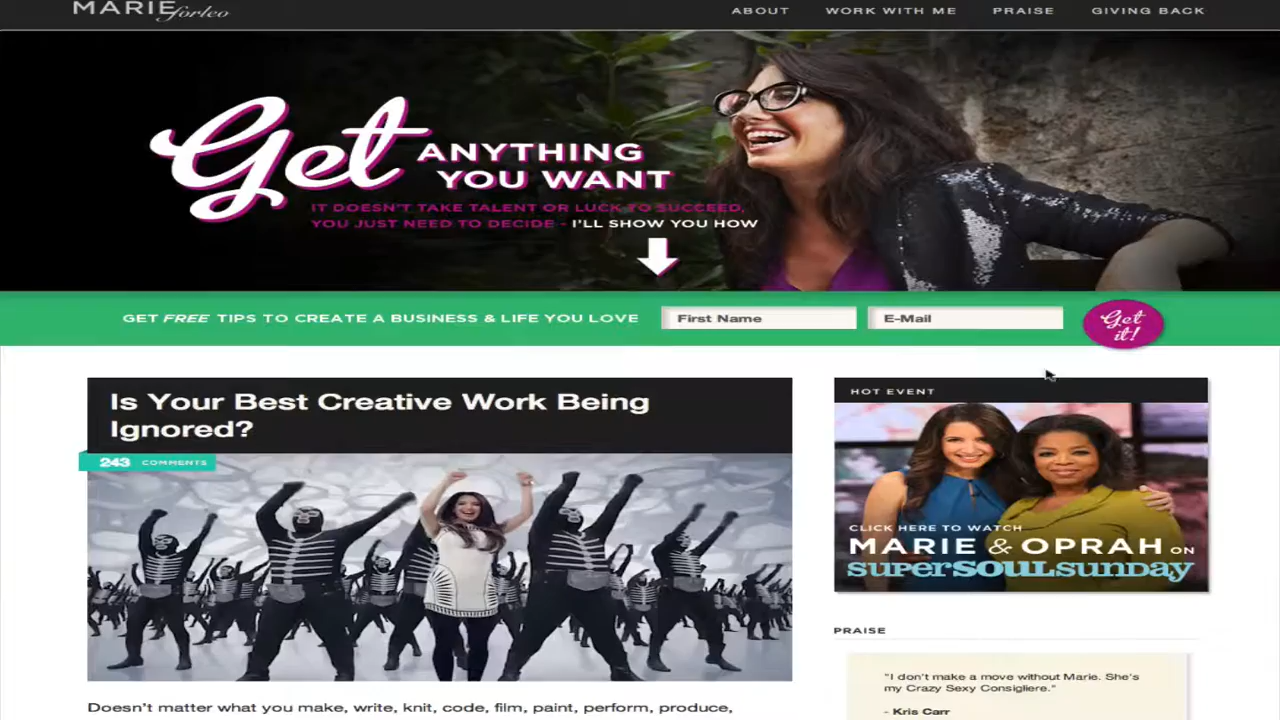 MARIE forleo
ABOUT WORK WITH ME PRAISE GIVING BACK
Get ANYTHING
YOU WANT
IT DOESN'T TAKE TALENT OR LUCK TO SUCCEED,
YOU JUST NEED TO DECIDE - I'LL SHOW YOU HOW
GET FREE TIPS TO CREATE A BUSINESS & LIFE YOU LOVE
First Name
E-Mail
Get
it!
Is Your Best Creative Work Being
Ignored?
243 COMMENTS
Doesn't matter what you make, write, knit, code, film, paint, perform, produce,
HOT EVENT
CLICK HERE TO WATCH
MARIE & OPRAH ON
superSOULsunday
PRAISE
"I don't make a move without Marie. She's
my Crazy Sexy Consigliere."
- Kris Carr